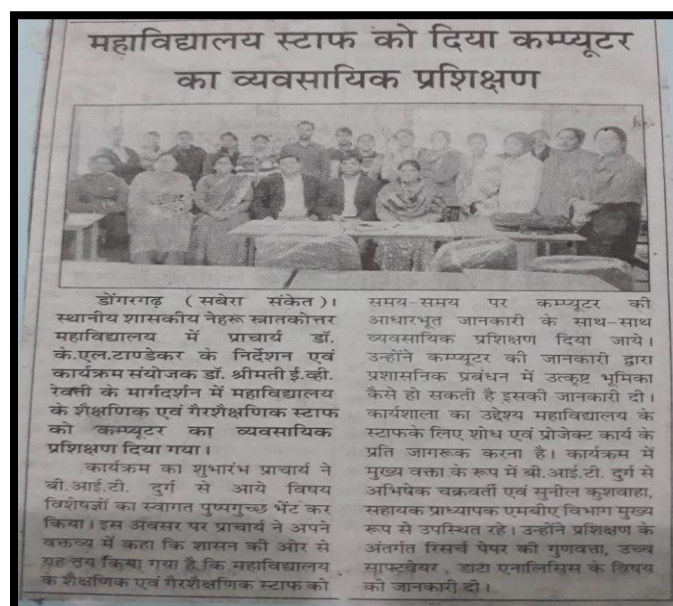 महाविद्यालय स्टाफ को दिया कम्प्यूटर
का व्यवसायिक प्रशिक्षण
डोंगरगढ़ (सबेरा संकेत)।
स्थानीय शासकीय नेहरू स्नातकोत्तर
महाविद्यालय में प्राचार्य डॉ.
के.एल.टाण्डेकर के निर्देशन एवं
कार्यक्रम संयोजक डॉ. श्रीमती ई.व्ही.
रेवती के मार्गदर्शन में महाविद्यालय
के शैक्षणिक एवं गैरशैक्षणिक स्टाफ
को कम्प्यूटर का व्यवसायिक
प्रशिक्षण दिया गया।
कार्यक्रम का शुभारंभ प्राचार्य ने
बी.आई.टी. दुर्ग से आये विषय
विशेषज्ञों का स्वागत पुष्पगुच्छ भेंट कर
किया। इस अवसर पर प्राचार्य ने अपने
वक्तव्य में कहा कि शासन की ओर से
यह तय किया गया है कि महाविद्यालय
के शैक्षणिक एवं गैरशैक्षणिक स्टाफ को
समय-समय पर कम्प्यूटर की
आधारभूत जानकारी के साथ-साथ
व्यवसायिक प्रशिक्षण दिया जाये।
उन्होंने कम्प्यूटर की जानकारी द्वारा
प्रशासनिक प्रबंधन में उत्कृष्ट भूमिका
कैसे हो सकती है इसकी जानकारी दी।
कार्यशाला का उद्देश्य महाविद्यालय के
स्टाफके लिए शोध एवं प्रोजेक्ट कार्य के
प्रति जागरूक करना है। कार्यक्रम में
मुख्य वक्ता के रूप में बी.आई.टी. दुर्ग से
अभिषेक चक्रवर्ती एवं सुनील कुशवाहा,
सहायक प्राध्यापक एमबीए विभाग मुख्य
रूप से उपस्थित रहे। उन्होंने प्रशिक्षण के
अंतर्गत रिसर्च पेपर की गुणवत्ता, उच्च
साफ्टवेयर, डाटा एनालिसिस के विषय
की जानकारी दी।